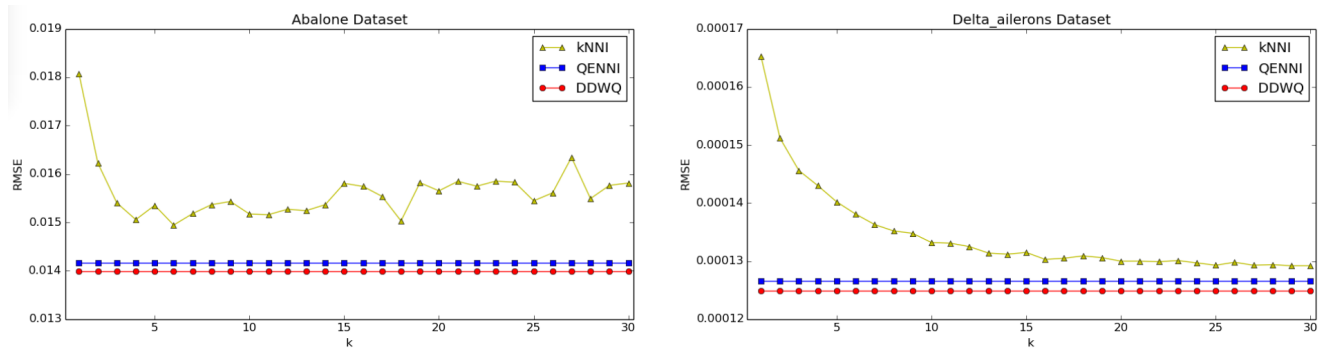 Abalone Dataset
0.019
0.018
0.017
0.016
0.015
0.014
0.013
RMSE
5
10
15
20
25
30
k
kNNI
QENNI
DDWQ
Delta_ailerons Dataset
0.00017
0.00016
0.00015
0.00014
0.00013
0.00012
RMSE
5
10
15
20
25
30
k
kNNI
QENNI
DDWQ